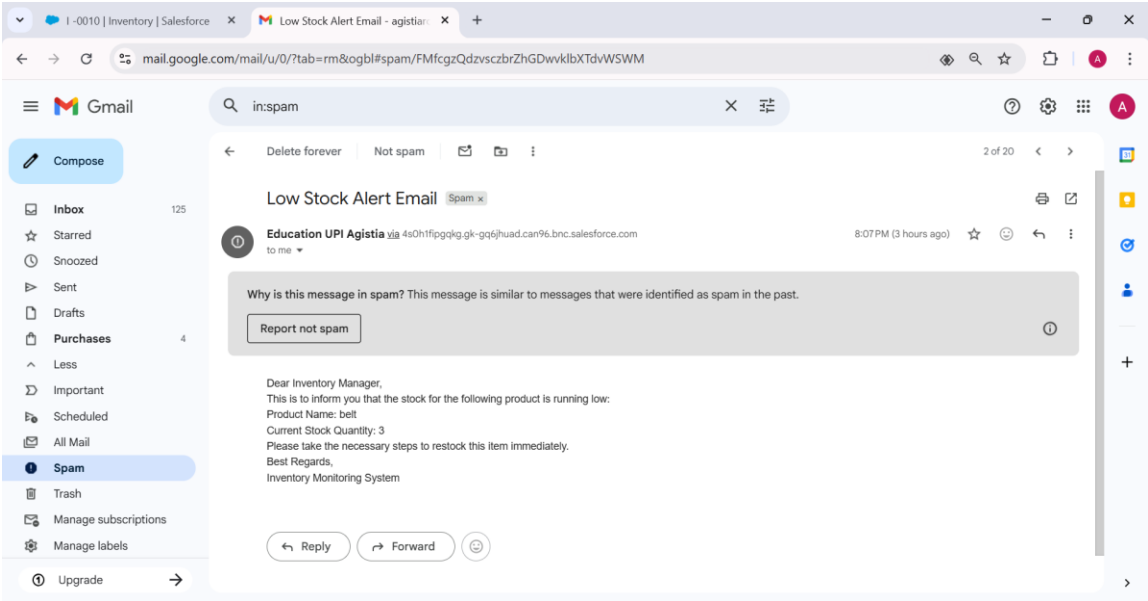 I -0010 | Inventory | Salesforce
Low Stock Alert Email - agistiar
mail.google.com/mail/u/0/?tab=rm&ogbl#spam/FMfcgzQdzvsczbrZhGDwvklbXTdvWSWM
A
Gmail
in:spam
A
Compose
Delete forever
Not spam
2 of 20
31
Low Stock Alert Email
Spam x
Inbox 125
Starred
Snoozed
Sent
Drafts
Purchases 4
Less
Important
Scheduled
All Mail
Spam
Trash
Manage subscriptions
Manage labels
Upgrade
Education UPI Agistia via 4s0h1fipgqkg.gk-gq6jhuad.can96.bnc.salesforce.com
8:07 PM (3 hours ago)
to me
Why is this message in spam? This message is similar to messages that were identified as spam in the past.
Report not spam
Dear Inventory Manager,
This is to inform you that the stock for the following product is running low:
Product Name: belt
Current Stock Quantity: 3
Please take the necessary steps to restock this item immediately.
Best Regards,
Inventory Monitoring System
Reply
Forward